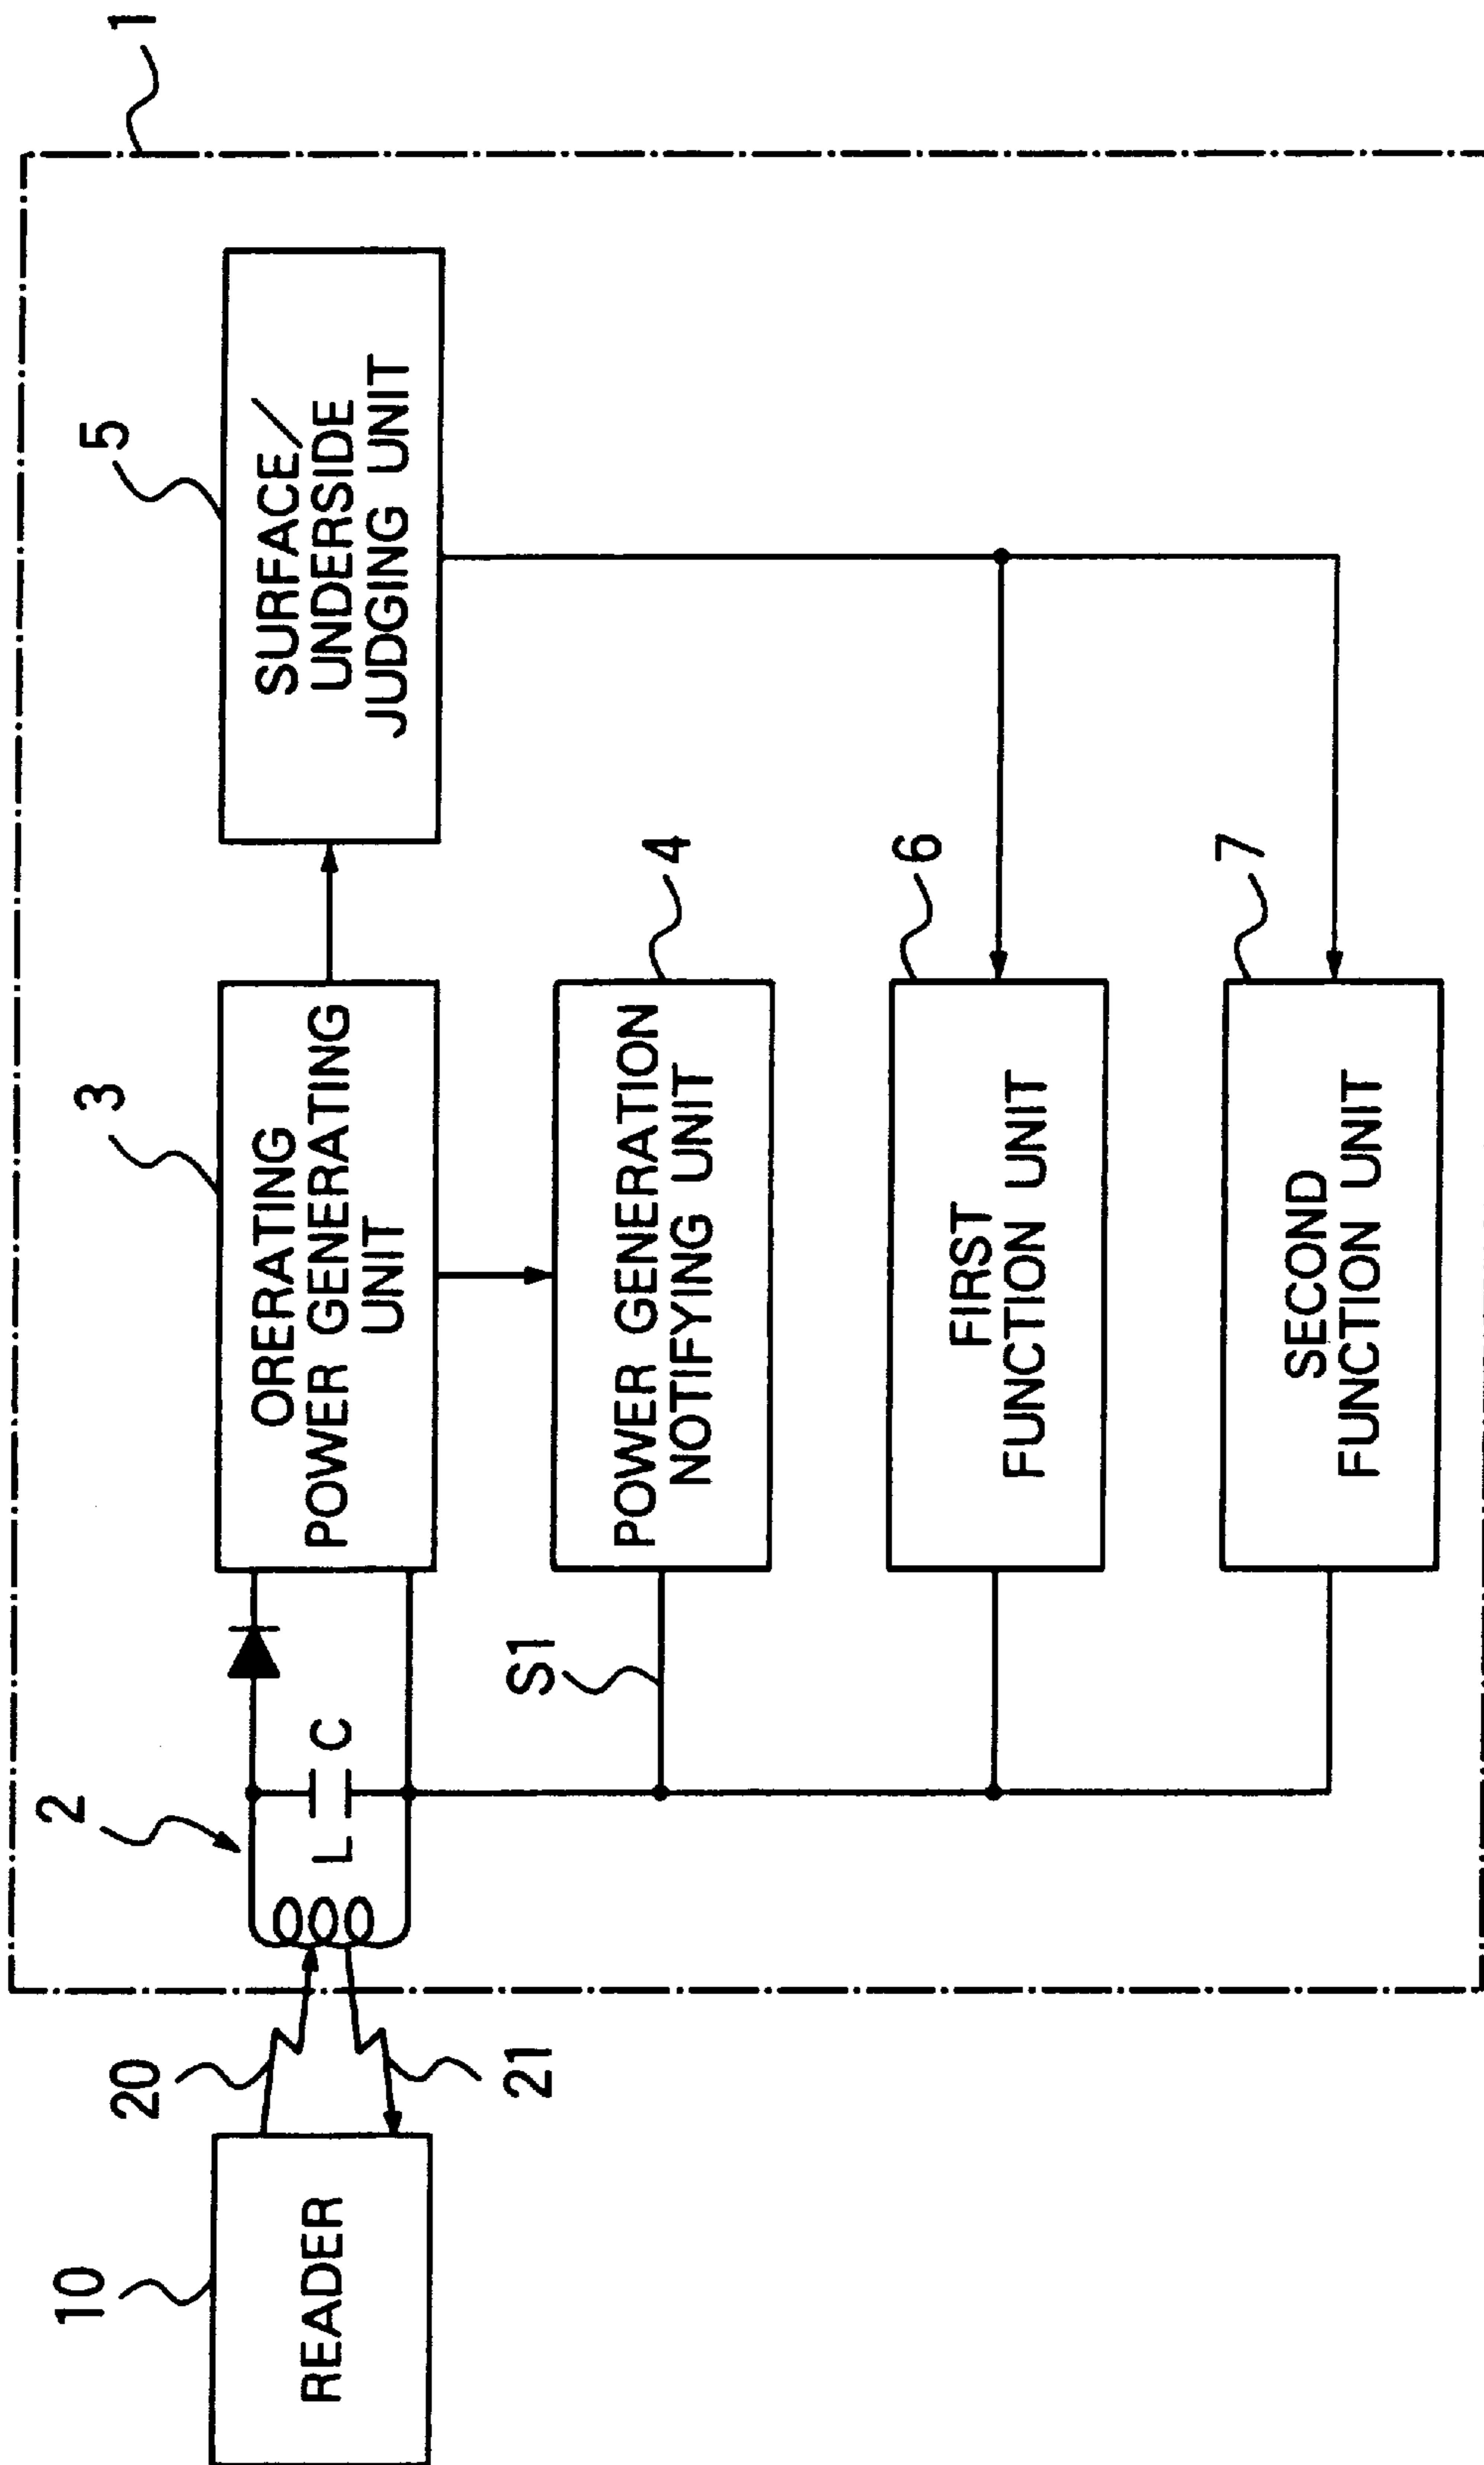 1
5
SURFACE/
UNDERSIDE
JUDGING UNIT
3
ORERATING
POWER GENERATING
UNIT
4
POWER GENERATION
NOTIFYING UNIT
6
FIRST
FUNCTION UNIT
7
SECOND
FUNCTION UNIT
2
L
C
S1
20
21
10
READER